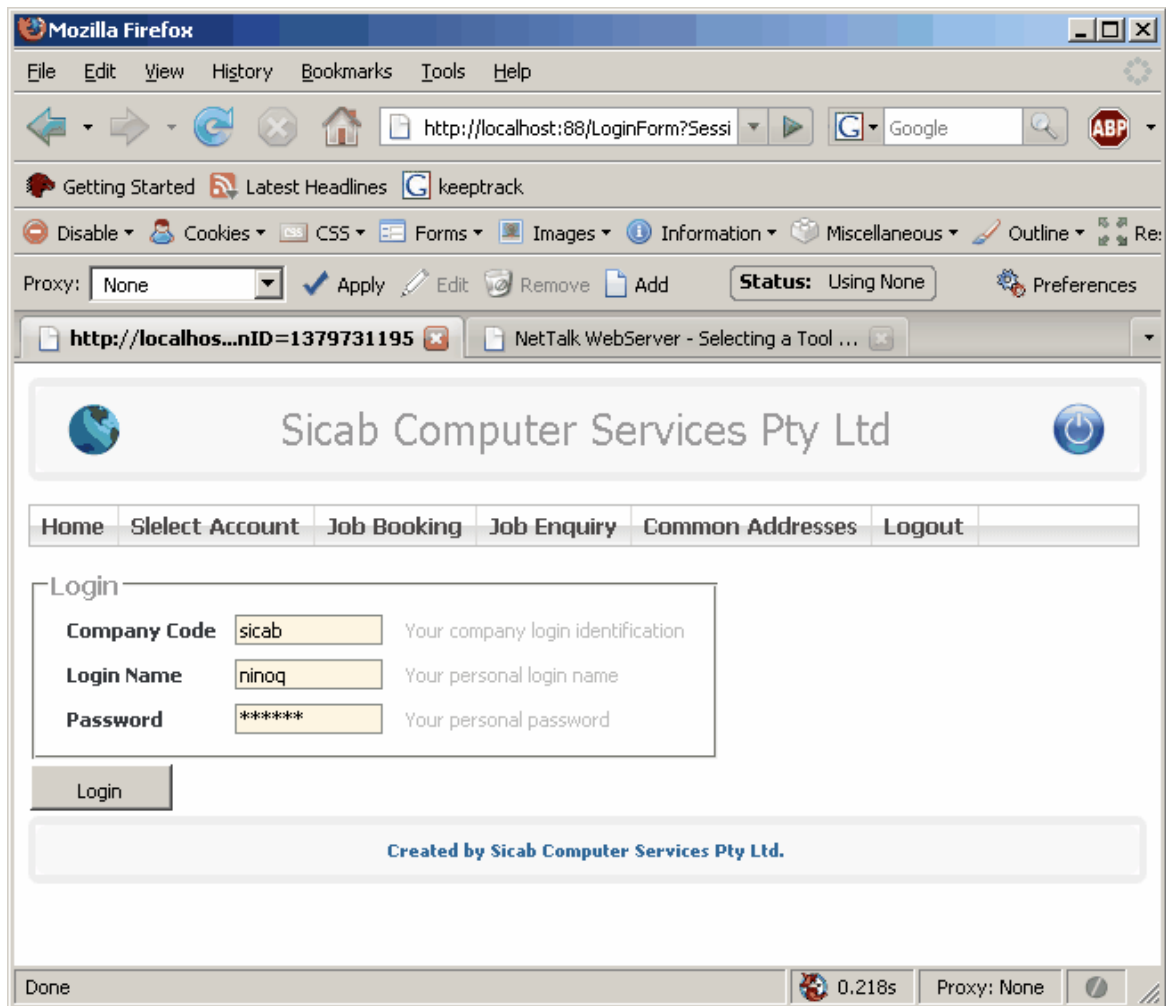 Mozilla Firefox
File Edit View History Bookmarks Tools Help
http://localhost:88/LoginForm?Sessi G Google ABP
Getting Started Latest Headlines G keeptrack
Disable Cookies CSS Forms Images Information Miscellaneous Outline Re
Proxy: None Apply Edit Remove Add Status: Using None Preferences
http://localhos...nID=1379731195 NetTalk WebServer - Selecting a Tool ...
Sicab Computer Services Pty Ltd
Home Slelect Account Job Booking Job Enquiry Common Addresses Logout
Login
Company Code sicab Your company login identification
Login Name ninoq Your personal login name
Password ****** Your personal password
Login
Created by Sicab Computer Services Pty Ltd.
Done 0.218s Proxy: None